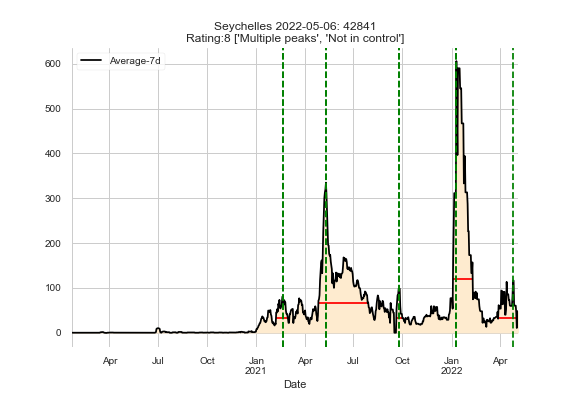 Seychelles 2022-05-06: 42841
Rating:8 ['Multiple peaks', 'Not in control']
Average-7d
600
500
400
300
200
100
0
Apr Jul Oct Jan Apr Jul Oct Jan Apr
2021 2022
Date